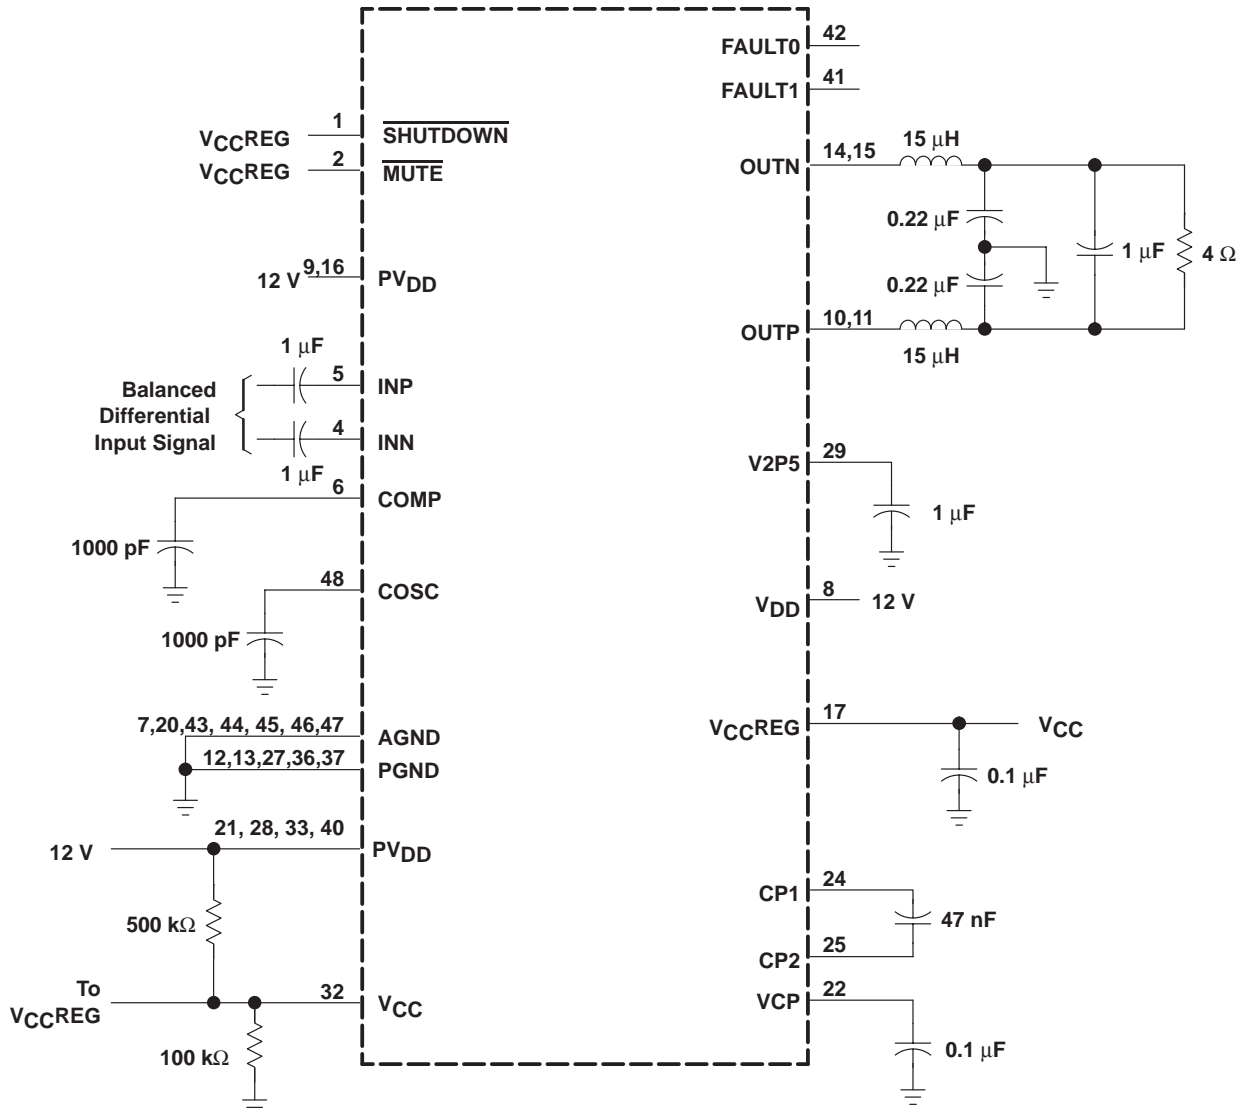 FAULT0
42
FAULT1
41
VCCREG
1
SHUTDOWN
VCCREG
2
MUTE
OUTN
14,15
15 µH
0.22 µF
1 µF
4 Ω
0.22 µF
12 V
9,16
PVDD
OUTP
10,11
15 µH
1 µF
Balanced
Differential
Input Signal
5
INP
4
INN
1 µF
V2P5
29
1 µF
6
COMP
1000 pF
48
COSC
1000 pF
VDD
8
12 V
7,20,43, 44, 45, 46,47
AGND
12,13,27,36,37
PGND
VCCREG
17
VCC
0.1 µF
12 V
21, 28, 33, 40
PVDD
500 kΩ
CP1
24
47 nF
CP2
25
To
VCCREG
32
VCC
100 kΩ
VCP
22
0.1 µF